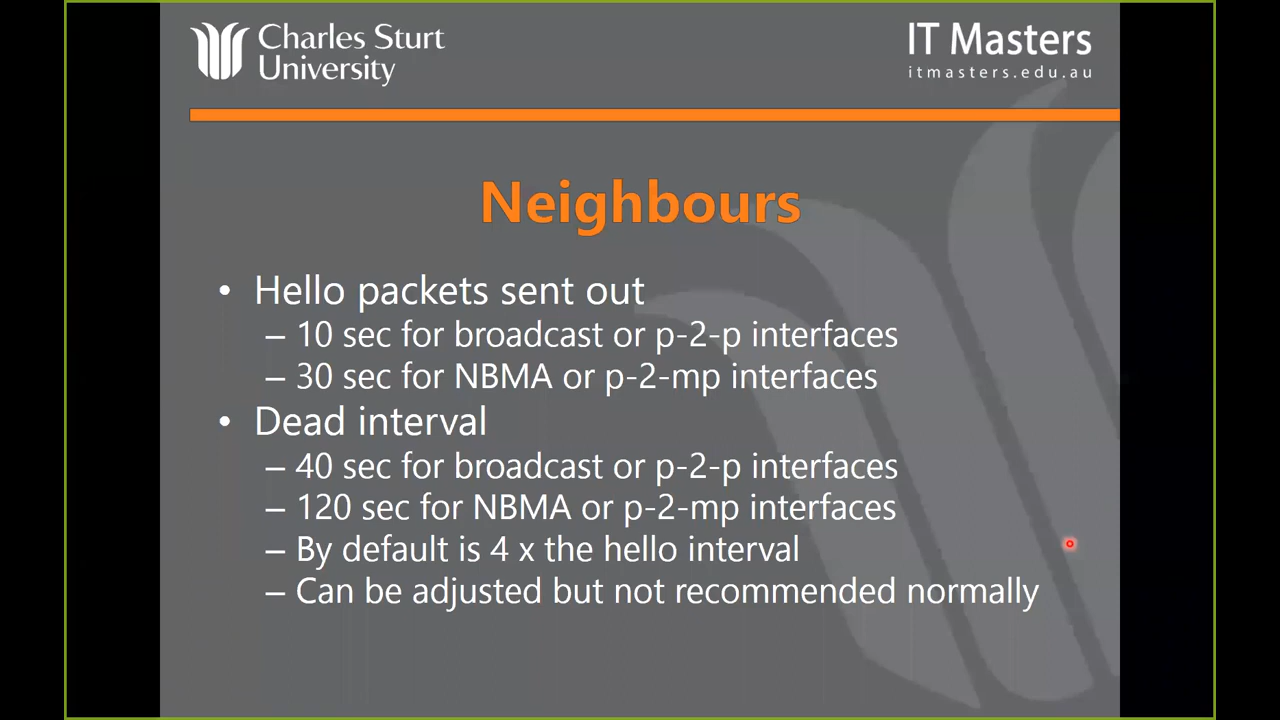 Charles Sturt
University
IT Masters
itmasters.edu.au
Neighbours
• Hello packets sent out
– 10 sec for broadcast or p-2-p interfaces
– 30 sec for NBMA or p-2-mp interfaces
• Dead interval
– 40 sec for broadcast or p-2-p interfaces
– 120 sec for NBMA or p-2-mp interfaces
– By default is 4 x the hello interval
– Can be adjusted but not recommended normally